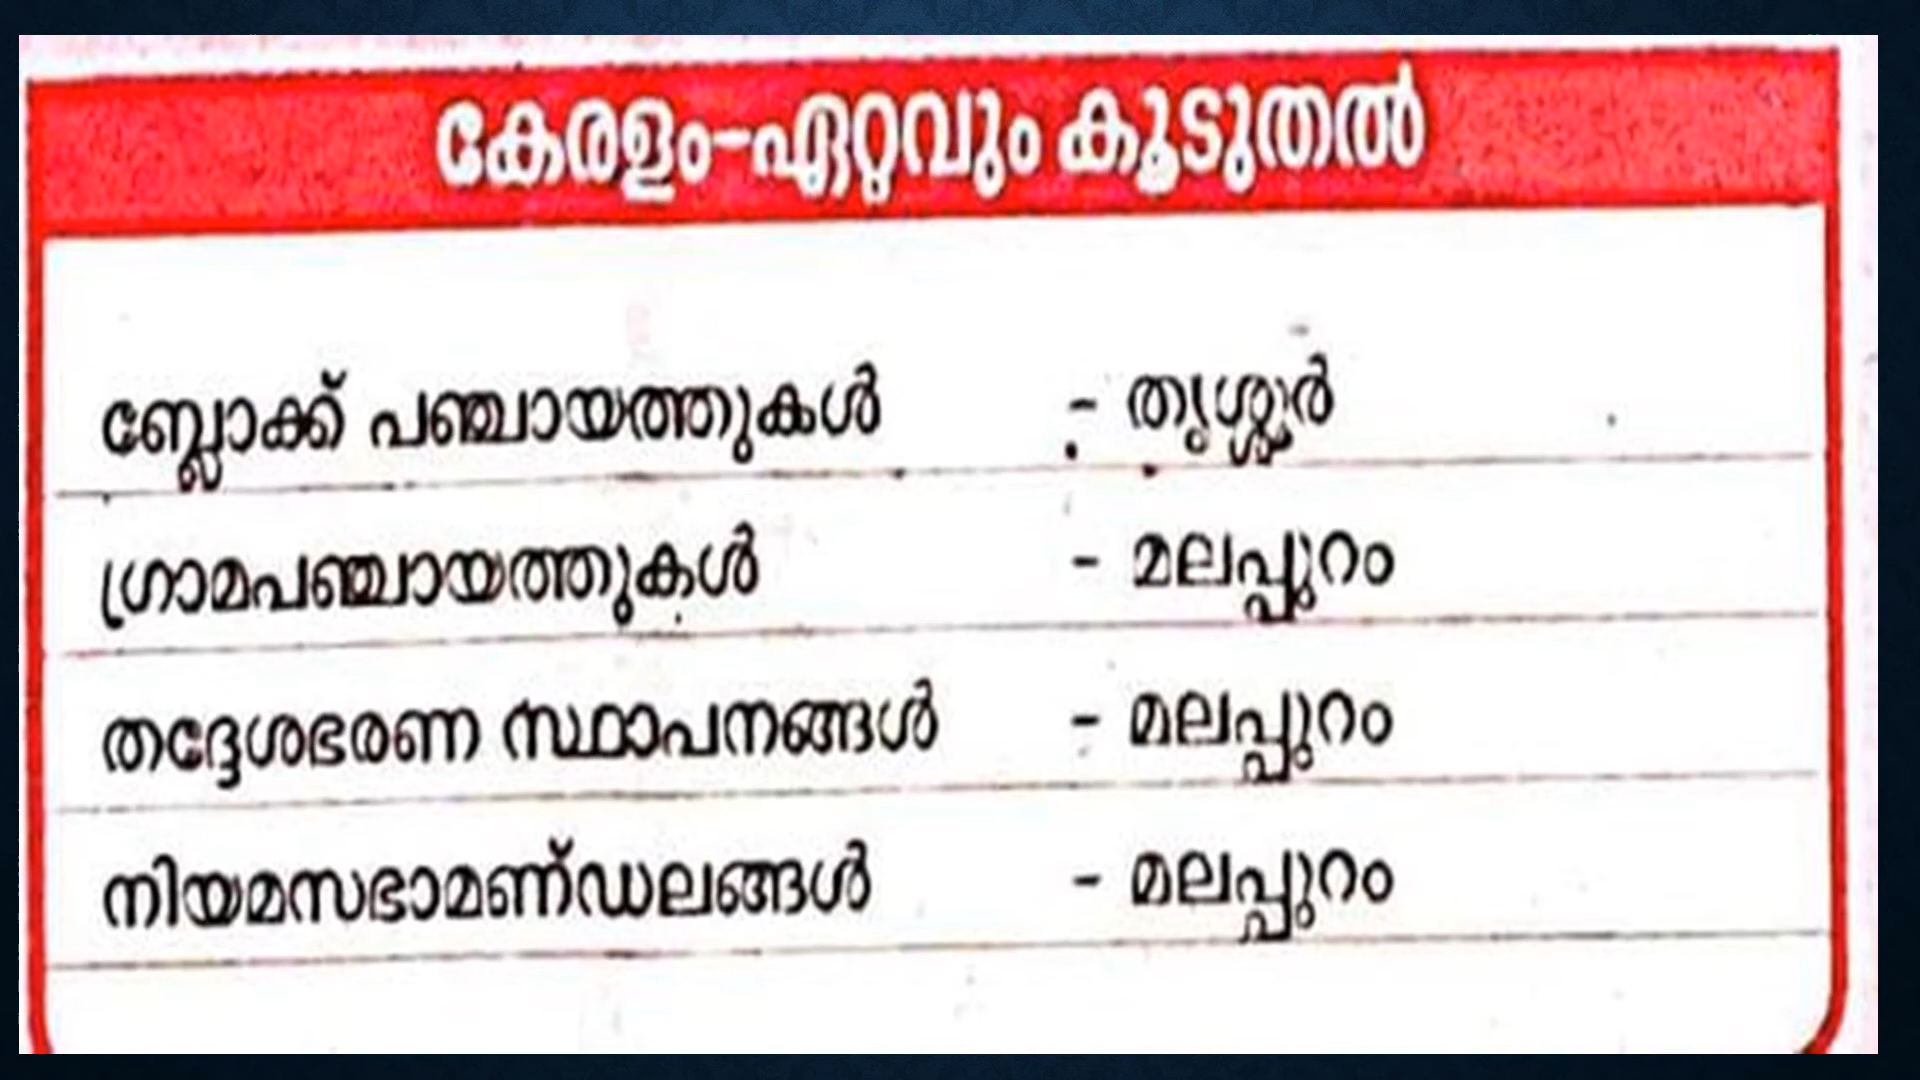 കേരളം-ഏറ്റവും കൂടുതൽ
ബ്ലോക്ക് പഞ്ചായത്തുകൾ - തൃശ്ശൂർ
ഗ്രാമപഞ്ചായത്തുകൾ - മലപ്പുറം
തദ്ദേശഭരണ സ്ഥാപനങ്ങൾ - മലപ്പുറം
നിയമസഭാമണ്ഡലങ്ങൾ - മലപ്പുറം